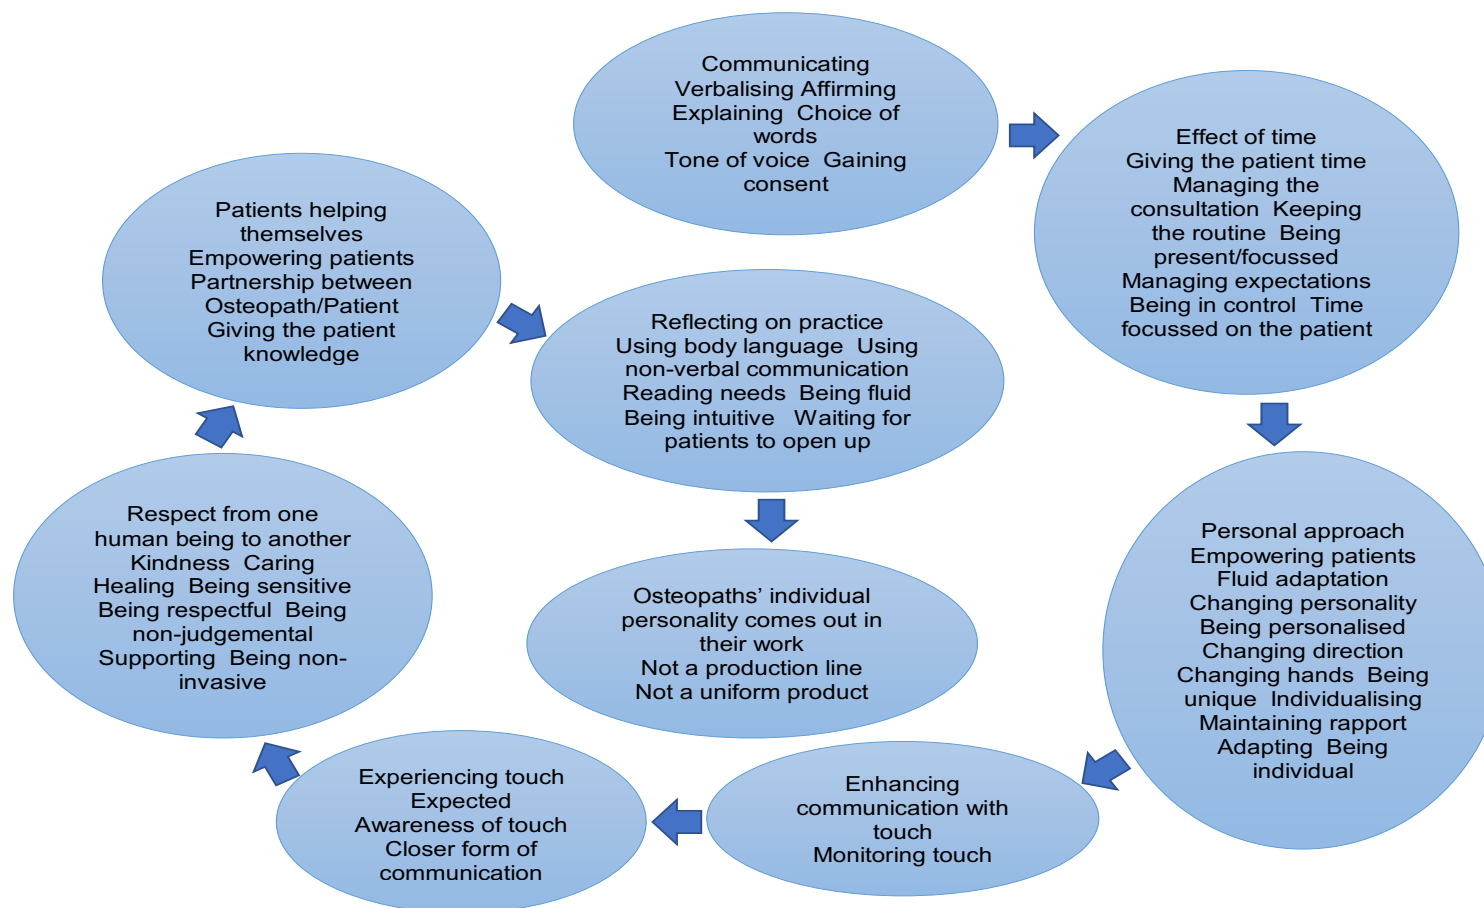 Communicating
Verbalising Affirming
Explaining Choice of
words
Tone of voice Gaining
consent
Effect of time
Giving the patient time
Managing the
consultation Keeping
the routine Being
present/focussed
Managing expectations
Being in control Time
focussed on the patient
Personal approach
Empowering patients
Fluid adaptation
Changing personality
Being personalised
Changing direction
Changing hands Being
unique Individualising
Maintaining rapport
Adapting Being
individual
Enhancing
communication with
touch
Monitoring touch
Experiencing touch
Expected
Awareness of touch
Closer form of
communication
Respect from one
human being to another
Kindness Caring
Healing Being sensitive
Being respectful Being
non-judgemental
Supporting Being non-
invasive
Patients helping
themselves
Empowering patients
Partnership between
Osteopath/Patient
Giving the patient
knowledge
Reflecting on practice
Using body language Using
non-verbal communication
Reading needs Being fluid
Being intuitive Waiting for
patients to open up
Osteopaths’ individual
personality comes out in
their work
Not a production line
Not a uniform product